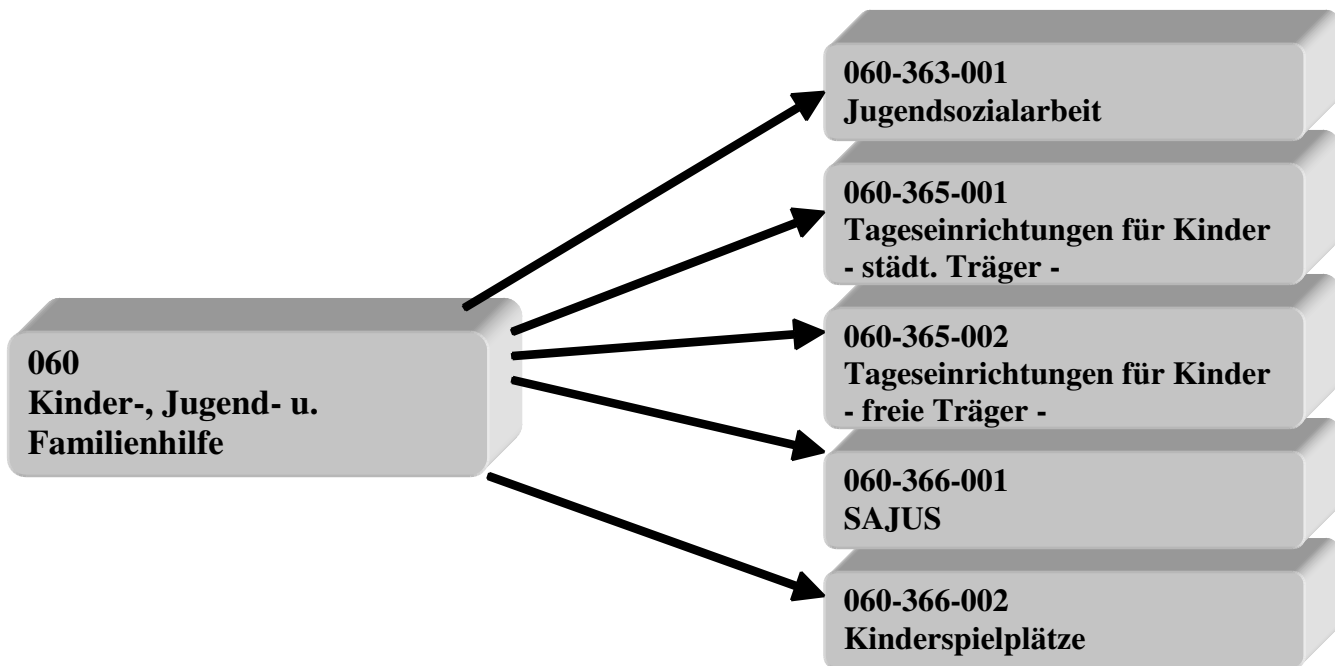 060
Kinder-, Jugend- u.
Familienhilfe
060-363-001
Jugendsozialarbeit
060-365-001
Tageseinrichtungen für Kinder
- städt. Träger -
060-365-002
Tageseinrichtungen für Kinder
- freie Träger -
060-366-001
SAJUS
060-366-002
Kinderspielplätze